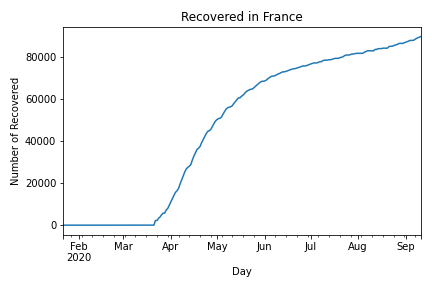 Recovered in France
Number of Recovered
80000
60000
40000
20000
0
Feb Mar Apr May Jun Jul Aug Sep
2020
Day